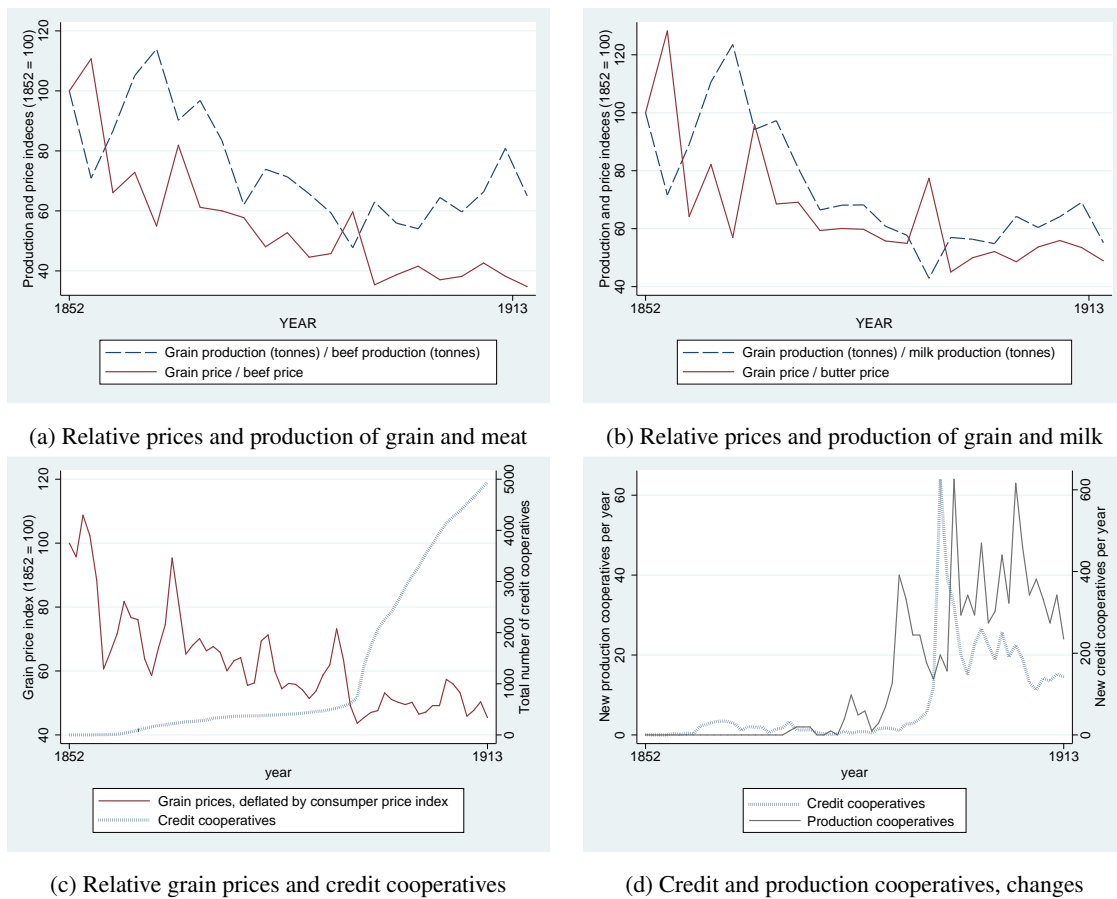 Production and price indeces (1852 = 100)
120
100
80
60
40
1852
1913
YEAR
Grain production (tonnes) / beef production (tonnes)
Grain price / beef price
(a) Relative prices and production of grain and meat
Production and price indeces (1852 = 100)
120
100
80
60
40
1852
1913
YEAR
Grain production (tonnes) / milk production (tonnes)
Grain price / butter price
(b) Relative prices and production of grain and milk
Grain price index (1852 = 100)
120
100
80
60
40
Total number of credit cooperatives
5000
4000
3000
2000
1000
0
1852
1913
year
Grain prices, deflated by consumper price index
Credit cooperatives
(c) Relative grain prices and credit cooperatives
New production cooperatives per year
60
40
20
0
New credit cooperatives per year
600
400
200
0
1852
1913
year
Credit cooperatives
Production cooperatives
(d) Credit and production cooperatives, changes